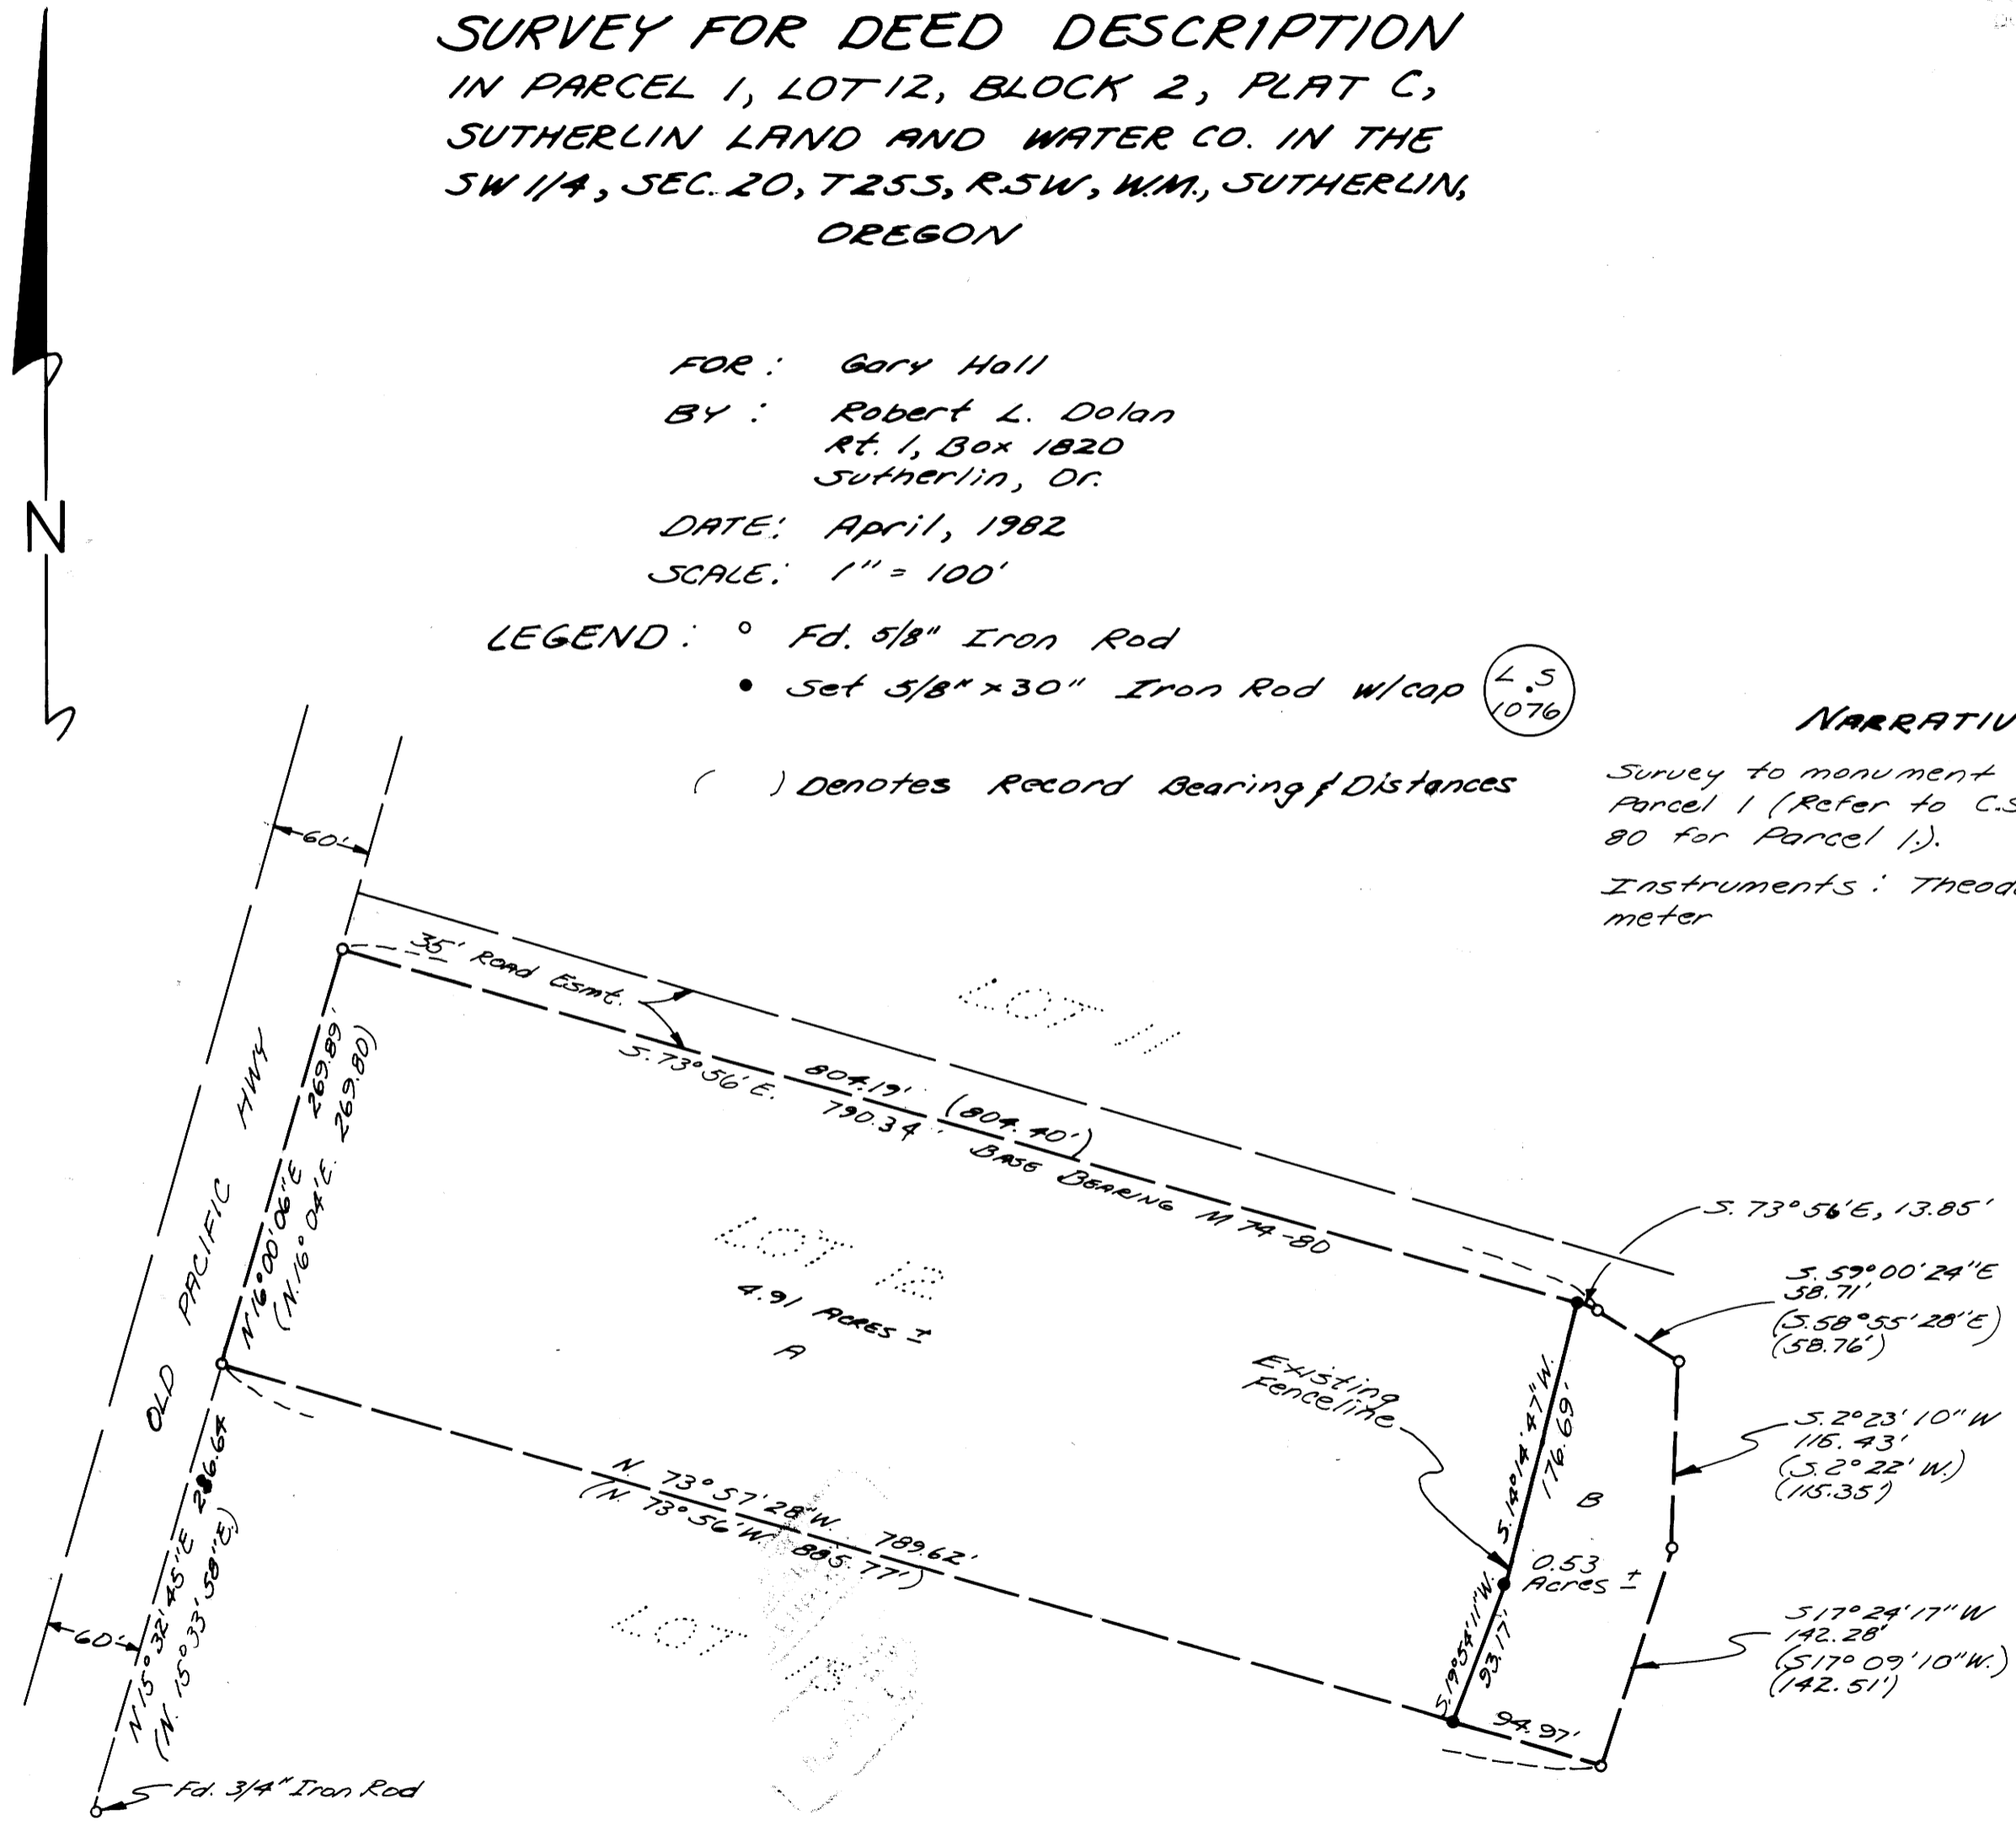 SURVEY FOR DEED DESCRIPTION
IN PARCEL 1, LOT 12, BLOCK 2, PLAT C,
SUTHERLIN LAND AND WATER CO. IN THE
SW 1/4, SEC. 20, T25S, R5W, W.M., SUTHERLIN,
OREGON
N
FOR: Gary Hall
BY: Robert L. Dolan
Rt. 1, Box 1820
Sutherlin, Or.
DATE: April, 1982
SCALE: 1" = 100'
LEGEND: Fd. 5/8" Iron Rod
Set 5/8" x 30" Iron Rod w/cap
L.S
1076
( ) Denotes Record Bearing & Distances
NARRATIV
Survey to monument
Parcel 1 (Refer to C.S
80 for Parcel 1.).
Instruments: Theod
meter
60'
35' ROAD Esmt.
LOT 11
S. 73°56' E.
804.19' (804.40')
790.34' BASE BEARING M 74-80
N 16°00'06"E 269.89'
(N. 16°04'E. 269.80)
OLD PACIFIC HWY
LOT 12
4.91 ACRES ±
A
S. 73°56'E, 13.85'
S. 59°00'24"E
58.71'
(S.58°55'28"E)
(58.76')
Existing
Fenceline
S. 14°14'47"W.
176.69'
S. 2°23'10"W
115.43'
(S. 2°22' W.)
(115.35')
B
0.53
Acres ±
N. 73°57'28"W. 789.62'
(N. 73°56'W. 885.77')
LOT 13
S. 19°54'11"W.
93.17'
S 17°24'17"W
142.28'
(S17°09'10"W.)
(142.51')
94.97'
N 15°32'45"E 286.64
(N. 15°33'58"E.)
60'
Fd. 3/4" Iron Rod